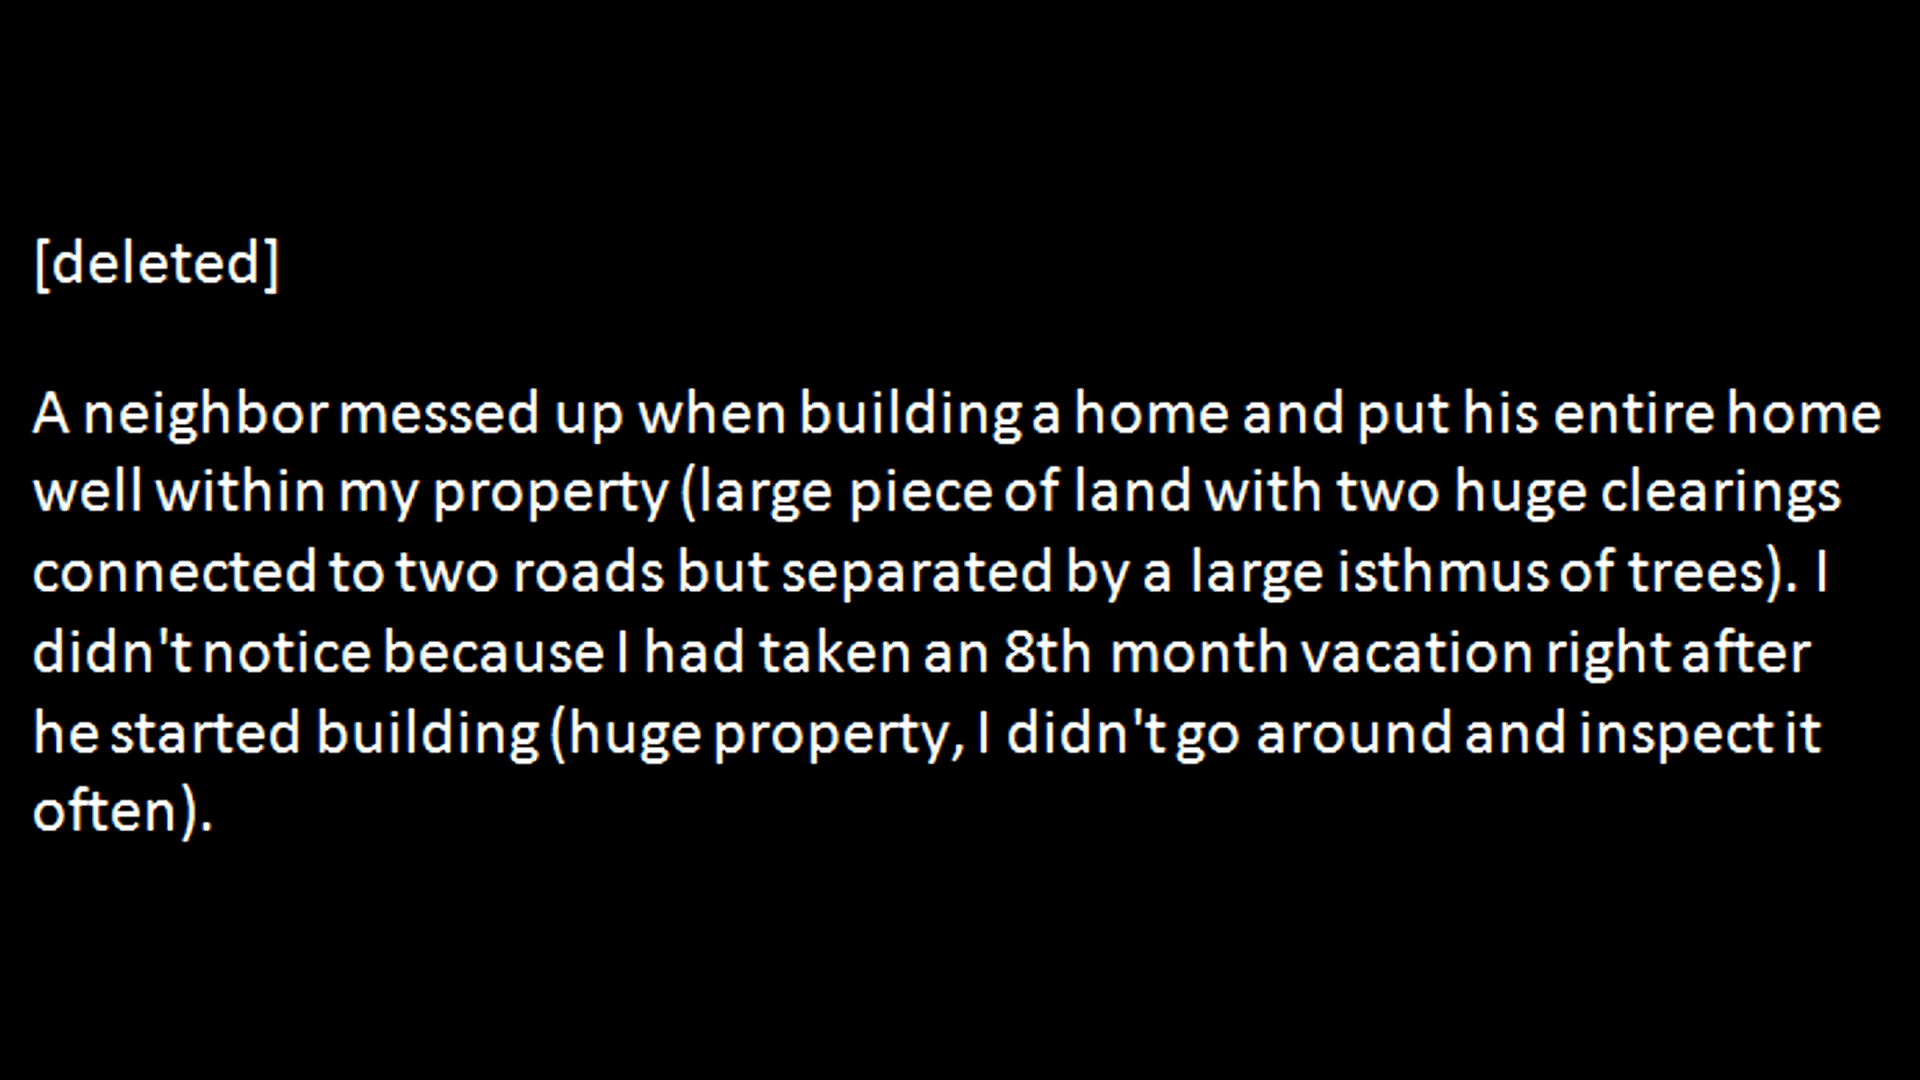 [deleted]
A neighbor messed up when building a home and put his entire home
well within my property (large piece of land with two huge clearings
connected to two roads but separated by a large isthmus of trees). I
didn't notice because I had taken an 8th month vacation right after
he started building (huge property, I didn't go around and inspect it
often).